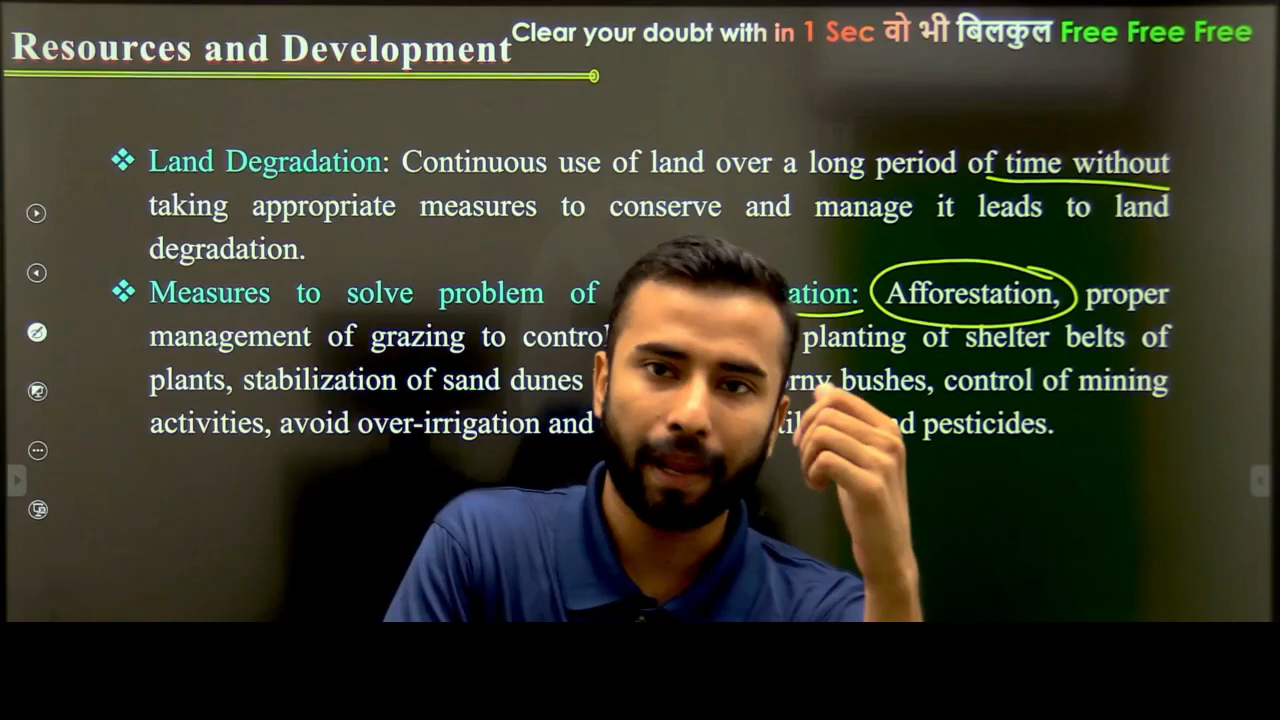 Resources and Development
Clear your doubt with in 1 Sec वो भी बिलकुल Free Free Free
❖ Land Degradation: Continuous use of land over a long period of time without
taking appropriate measures to conserve and manage it leads to land
degradation.
❖ Measures to solve problem of ation: Afforestation, proper
management of grazing to control planting of shelter belts of
plants, stabilization of sand dunes bushes, control of mining
activities, avoid over-irrigation and pesticides.